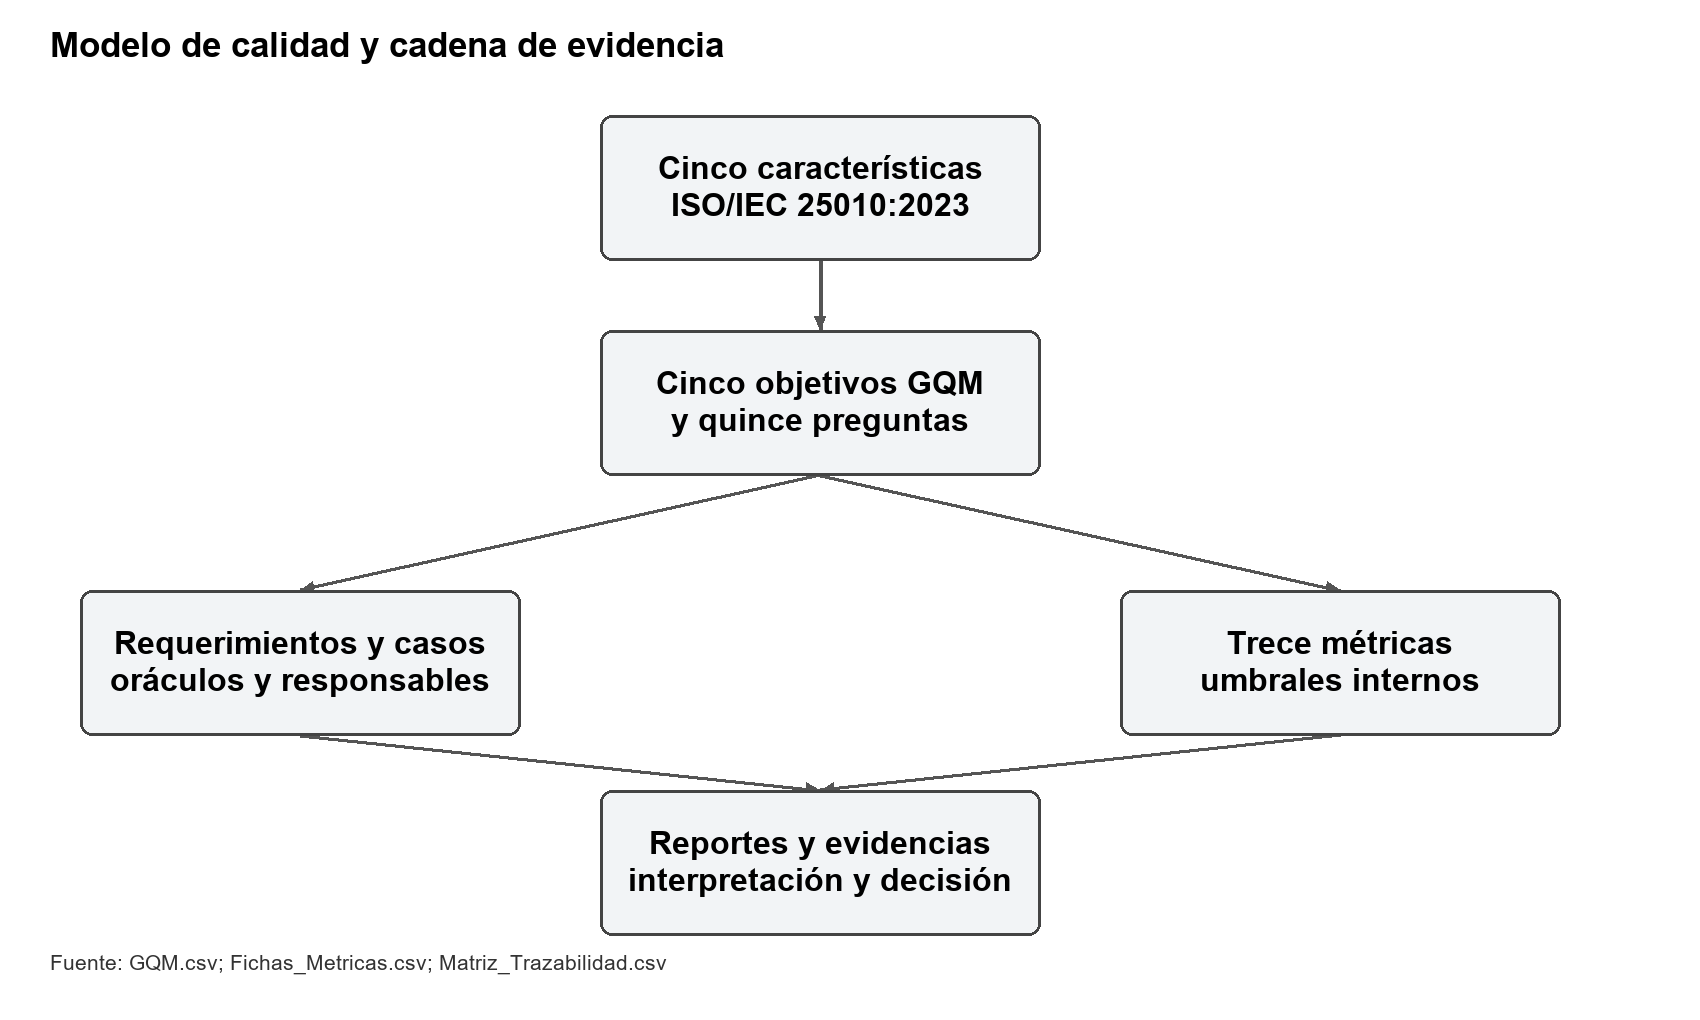 Modelo de calidad y cadena de evidencia
Cinco características
ISO/IEC 25010:2023
Cinco objetivos GQM
y quince preguntas
Requerimientos y casos
oráculos y responsables
Trece métricas
umbrales internos
Reportes y evidencias
interpretación y decisión
Fuente: GQM.csv; Fichas_Metricas.csv; Matriz_Trazabilidad.csv